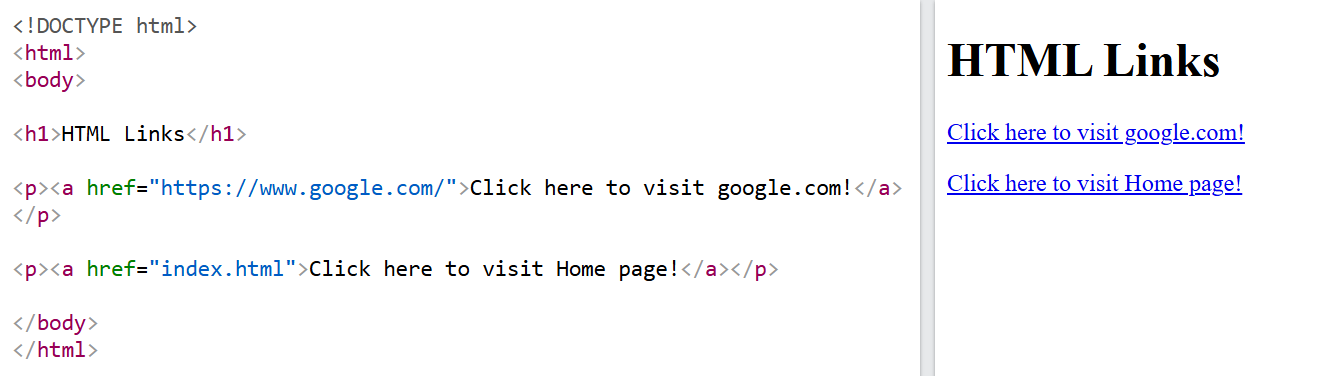 <!DOCTYPE html>
<html>
<body>
<h1>HTML Links</h1>
<p><a href="https://www.google.com/">Click here to visit google.com!</a>
</p>
<p><a href="index.html">Click here to visit Home page!</a></p>
</body>
</html>
HTML Links
Click here to visit google.com!
Click here to visit Home page!